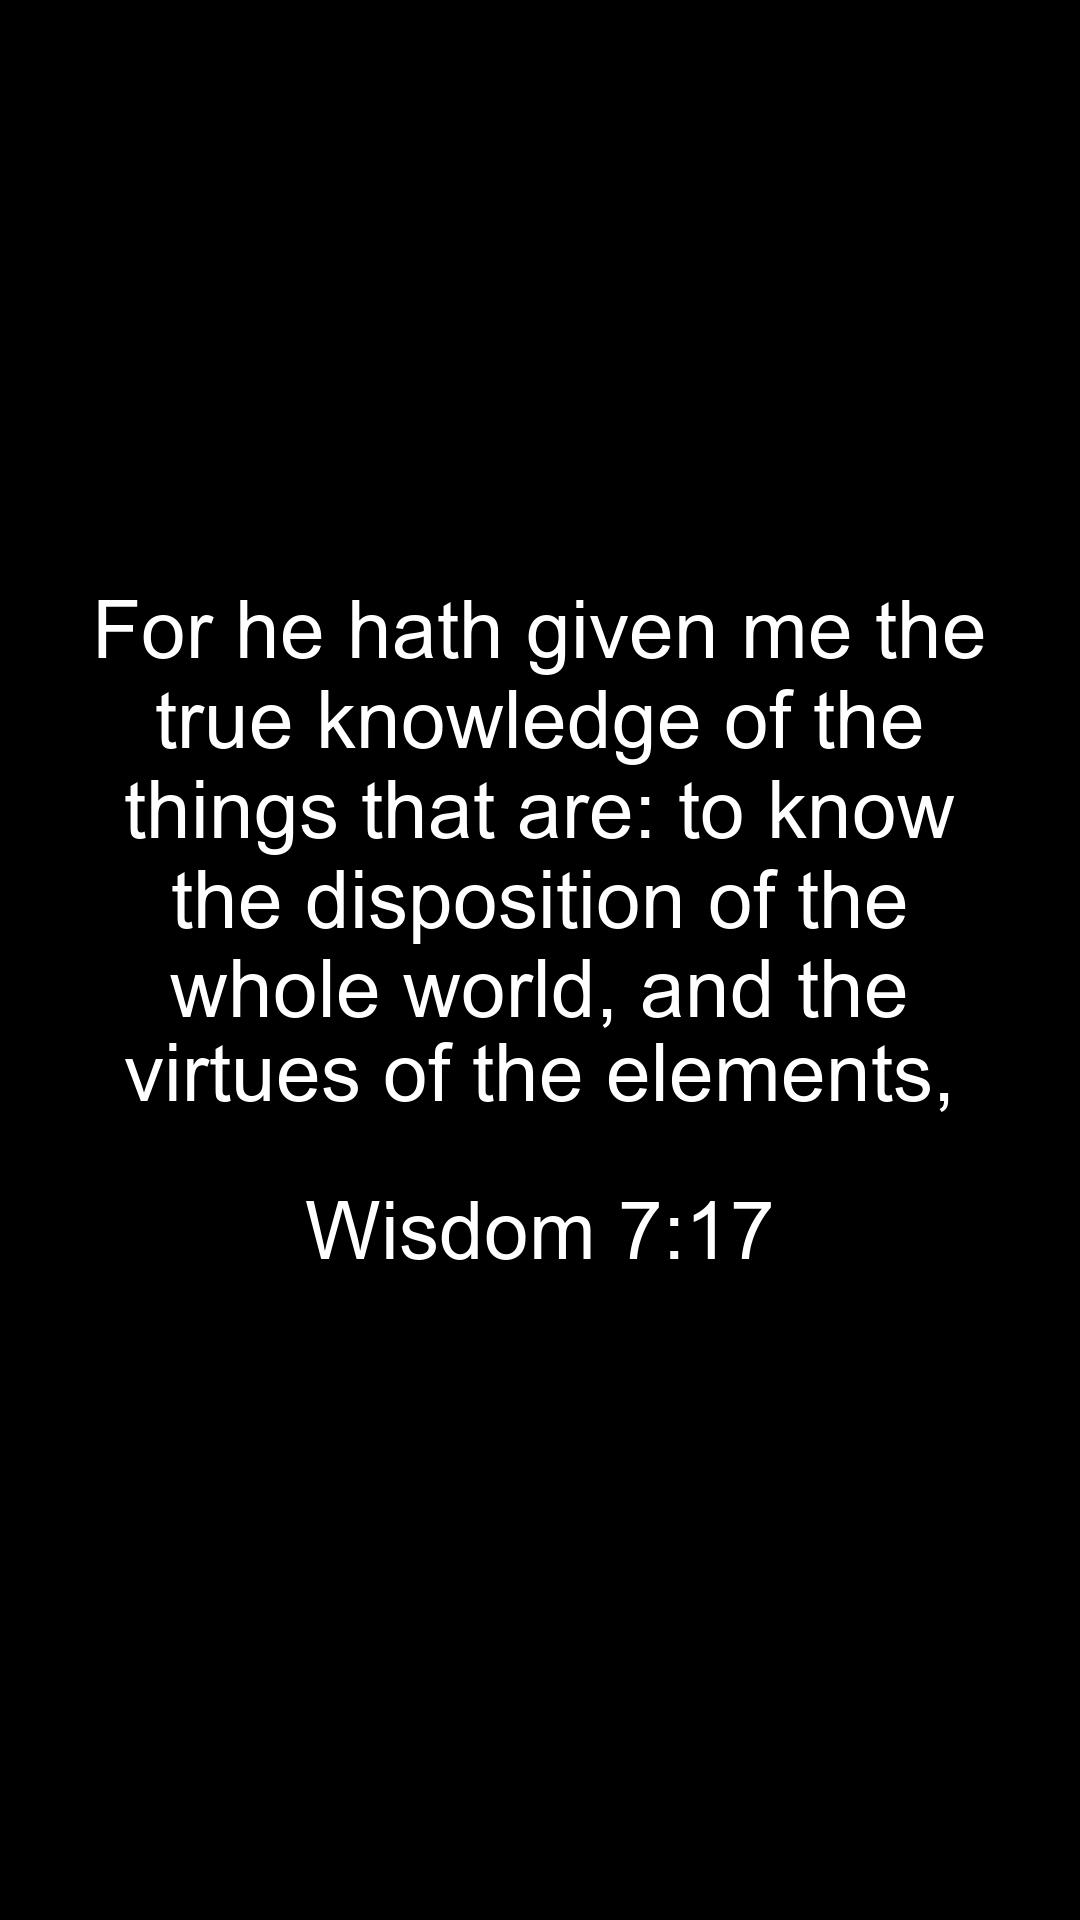 For he hath given me the
true knowledge of the
things that are: to know
the disposition of the
whole world, and the
virtues of the elements,
Wisdom 7:17